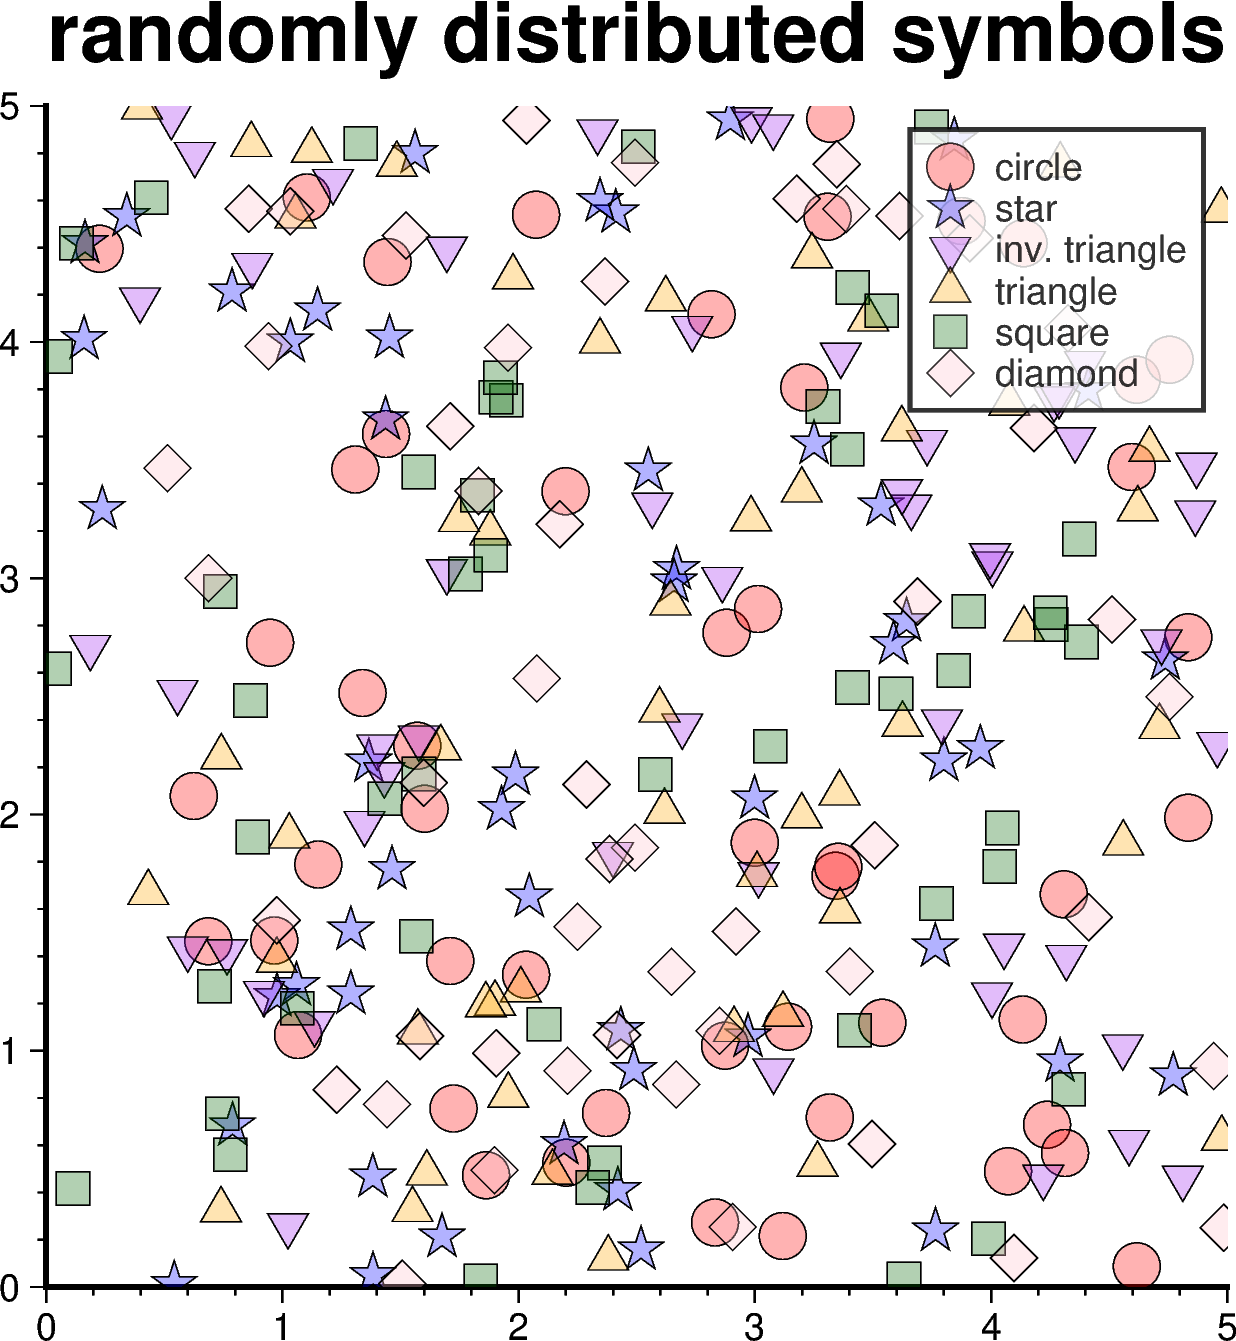 randomly distributed symbols
5
4
3
2
1
0
0 1 2 3 4 5
circle
star
inv. triangle
triangle
square
diamond